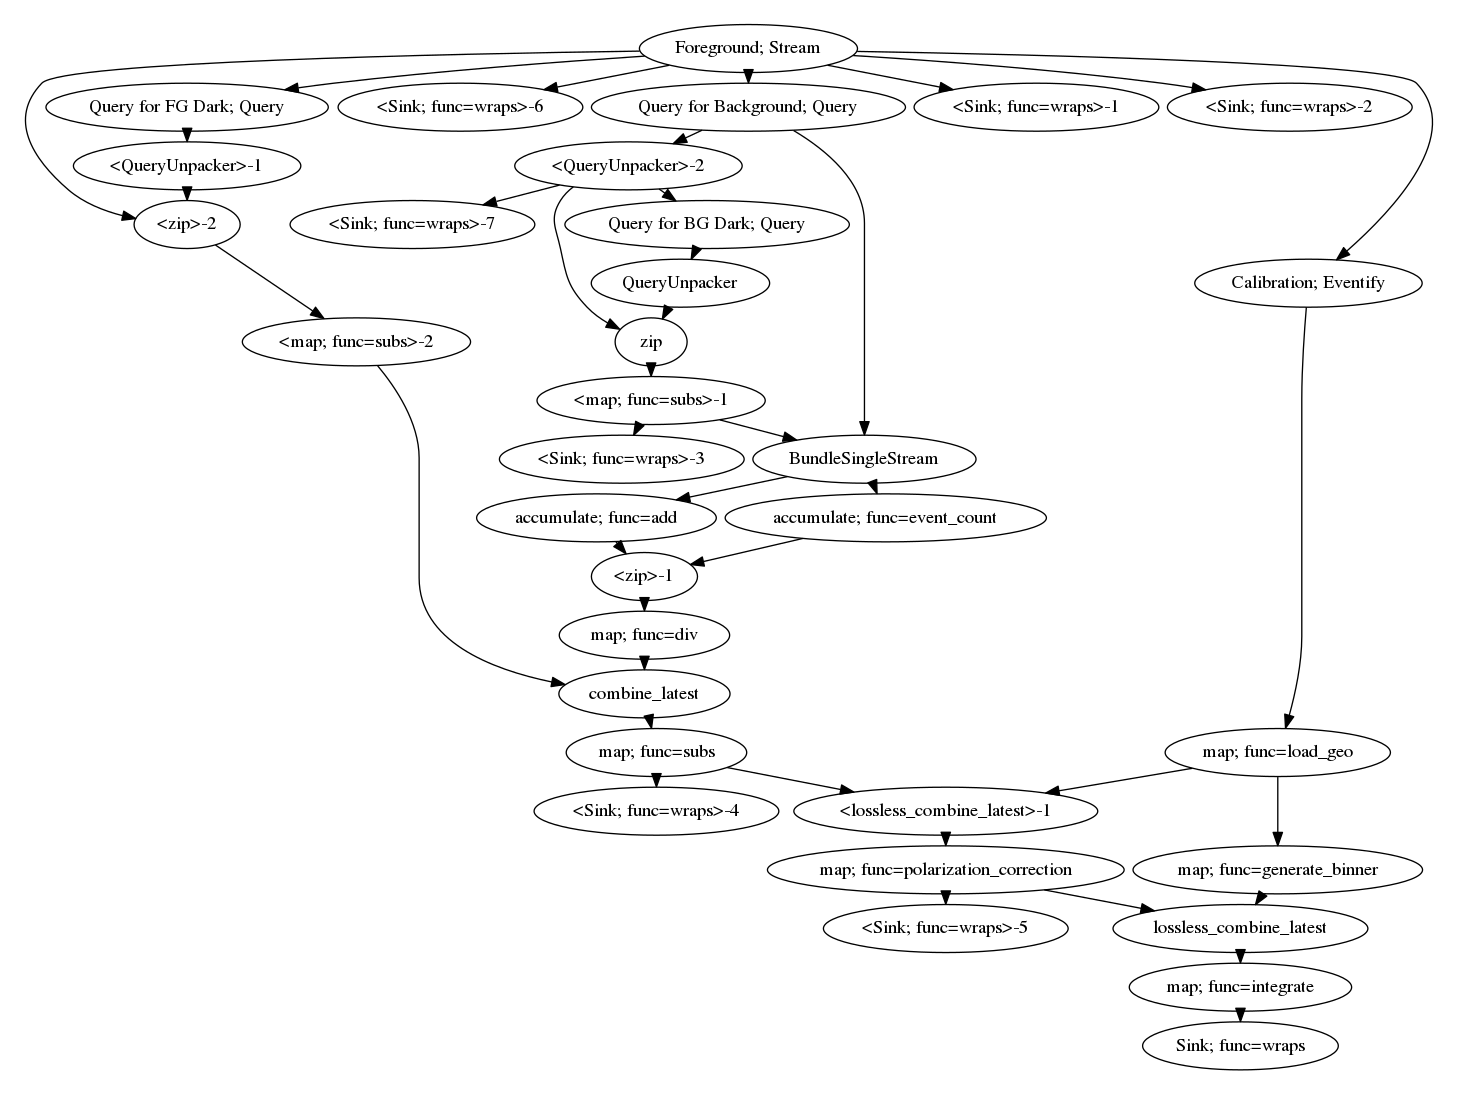 Foreground; Stream
Query for FG Dark; Query
<Sink; func=wraps>-6
Query for Background; Query
<Sink; func=wraps>-1
<Sink; func=wraps>-2
<QueryUnpacker>-1
<QueryUnpacker>-2
<zip>-2
<Sink; func=wraps>-7
Query for BG Dark; Query
QueryUnpacker
Calibration; Eventify
<map; func=subs>-2
zip
<map; func=subs>-1
<Sink; func=wraps>-3
BundleSingleStream
accumulate; func=add
accumulate; func=event_count
<zip>-1
map; func=div
combine_latest
map; func=subs
map; func=load_geo
<Sink; func=wraps>-4
<lossless_combine_latest>-1
map; func=polarization_correction
map; func=generate_binner
<Sink; func=wraps>-5
lossless_combine_latest
map; func=integrate
Sink; func=wraps